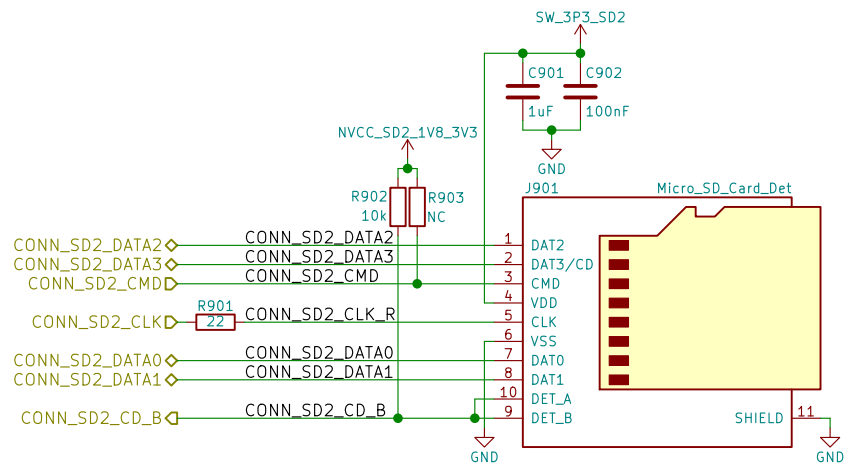 SW_3P3_SD2
C901
C902
1uF
100nF
GND
NVCC_SD2_1V8_3V3
R902
10k
R903
NC
J901
Micro_SD_Card_Det
CONN_SD2_DATA2 CONN_SD2_DATA2 1 DAT2
CONN_SD2_DATA3 CONN_SD2_DATA3 2 DAT3/CD
CONN_SD2_CMD CONN_SD2_CMD 3 CMD
4 VDD
R901
CONN_SD2_CLK 22 CONN_SD2_CLK_R 5 CLK
6 VSS
CONN_SD2_DATA0 CONN_SD2_DATA0 7 DAT0
CONN_SD2_DATA1 CONN_SD2_DATA1 8 DAT1
10 DET_A
CONN_SD2_CD_B CONN_SD2_CD_B 9 DET_B
SHIELD 11
GND
GND